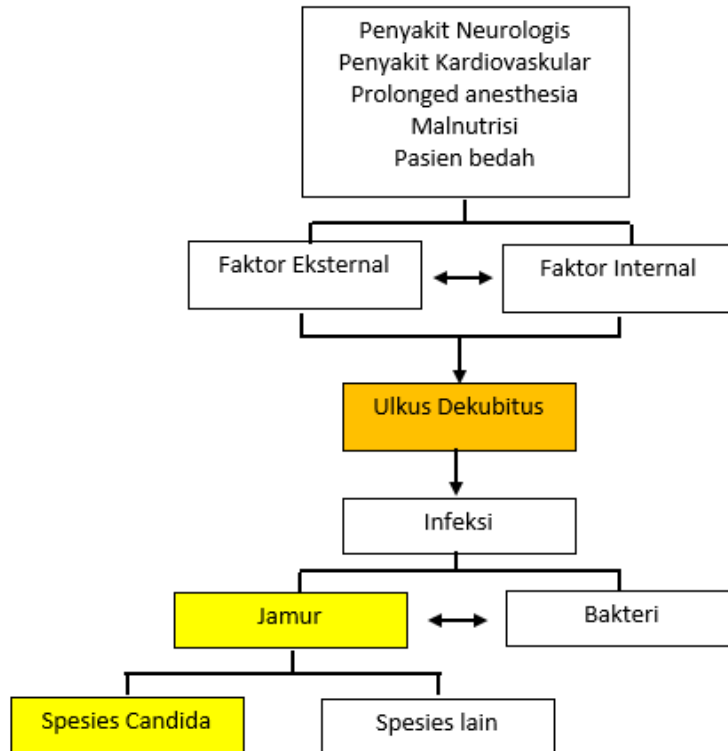 Penyakit Neurologis
Penyakit Kardiovaskular
Prolonged anesthesia
Malnutrisi
Pasien bedah
Faktor Eksternal
Faktor Internal
Ulkus Dekubitus
Infeksi
Jamur
Bakteri
Spesies Candida
Spesies lain